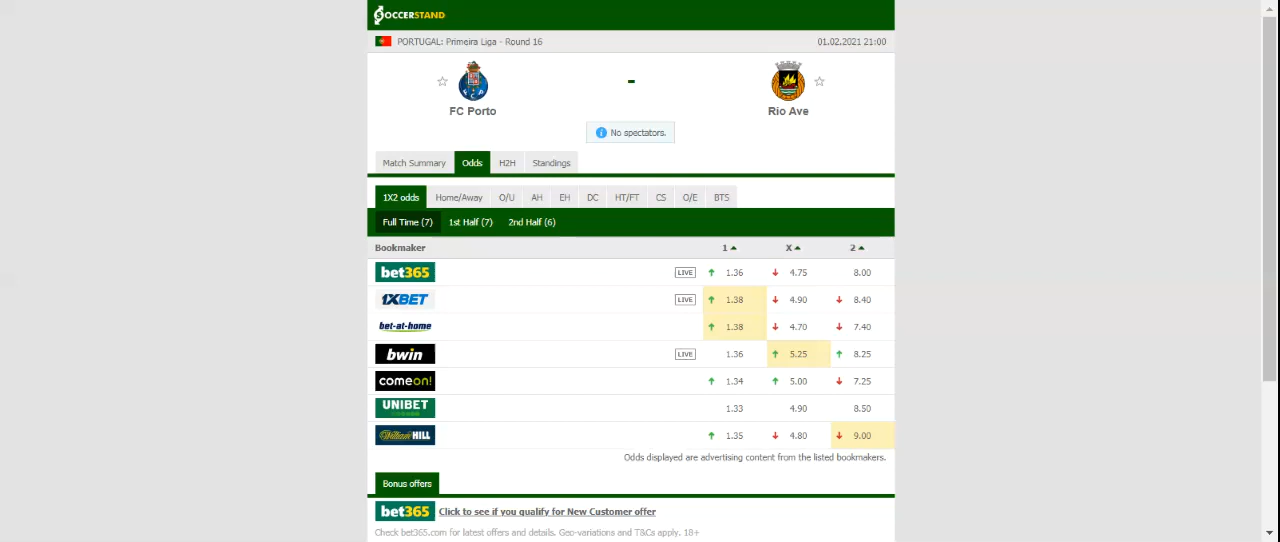 SOCCERSTAND
PORTUGAL: Primeira Liga - Round 16 01.02.2021 21:00
-
FC Porto Rio Ave
No spectators.
Match Summary Odds H2H Standings
1X2 odds Home/Away O/U AH EH DC HT/FT CS O/E BTS
Full Time (7) 1st Half (7) 2nd Half (6)
Bookmaker 1 X 2
bet365 LIVE 1.36 4.75 8.00
1XBET LIVE 1.38 4.90 8.40
bet-at-home 1.38 4.70 7.40
bwin LIVE 1.36 5.25 8.25
comeon! 1.34 5.00 7.25
UNIBET 1.33 4.90 8.50
William HILL 1.35 4.80 9.00
Odds displayed are advertising content from the listed bookmakers.
Bonus offers
bet365 Click to see if you qualify for New Customer offer
Check bet365.com for latest offers and details. Geo-variations and T&Cs apply. 18+